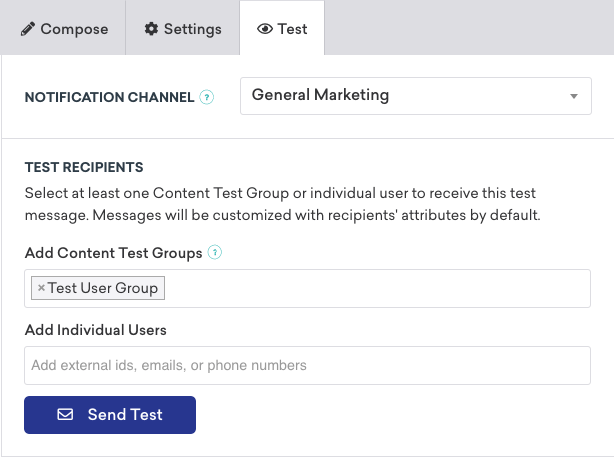 Compose Settings Test
NOTIFICATION CHANNEL ? General Marketing
TEST RECIPIENTS
Select at least one Content Test Group or individual user to receive this test
message. Messages will be customized with recipients' attributes by default.
Add Content Test Groups ?
×Test User Group
Add Individual Users
Add external ids, emails, or phone numbers
Send Test